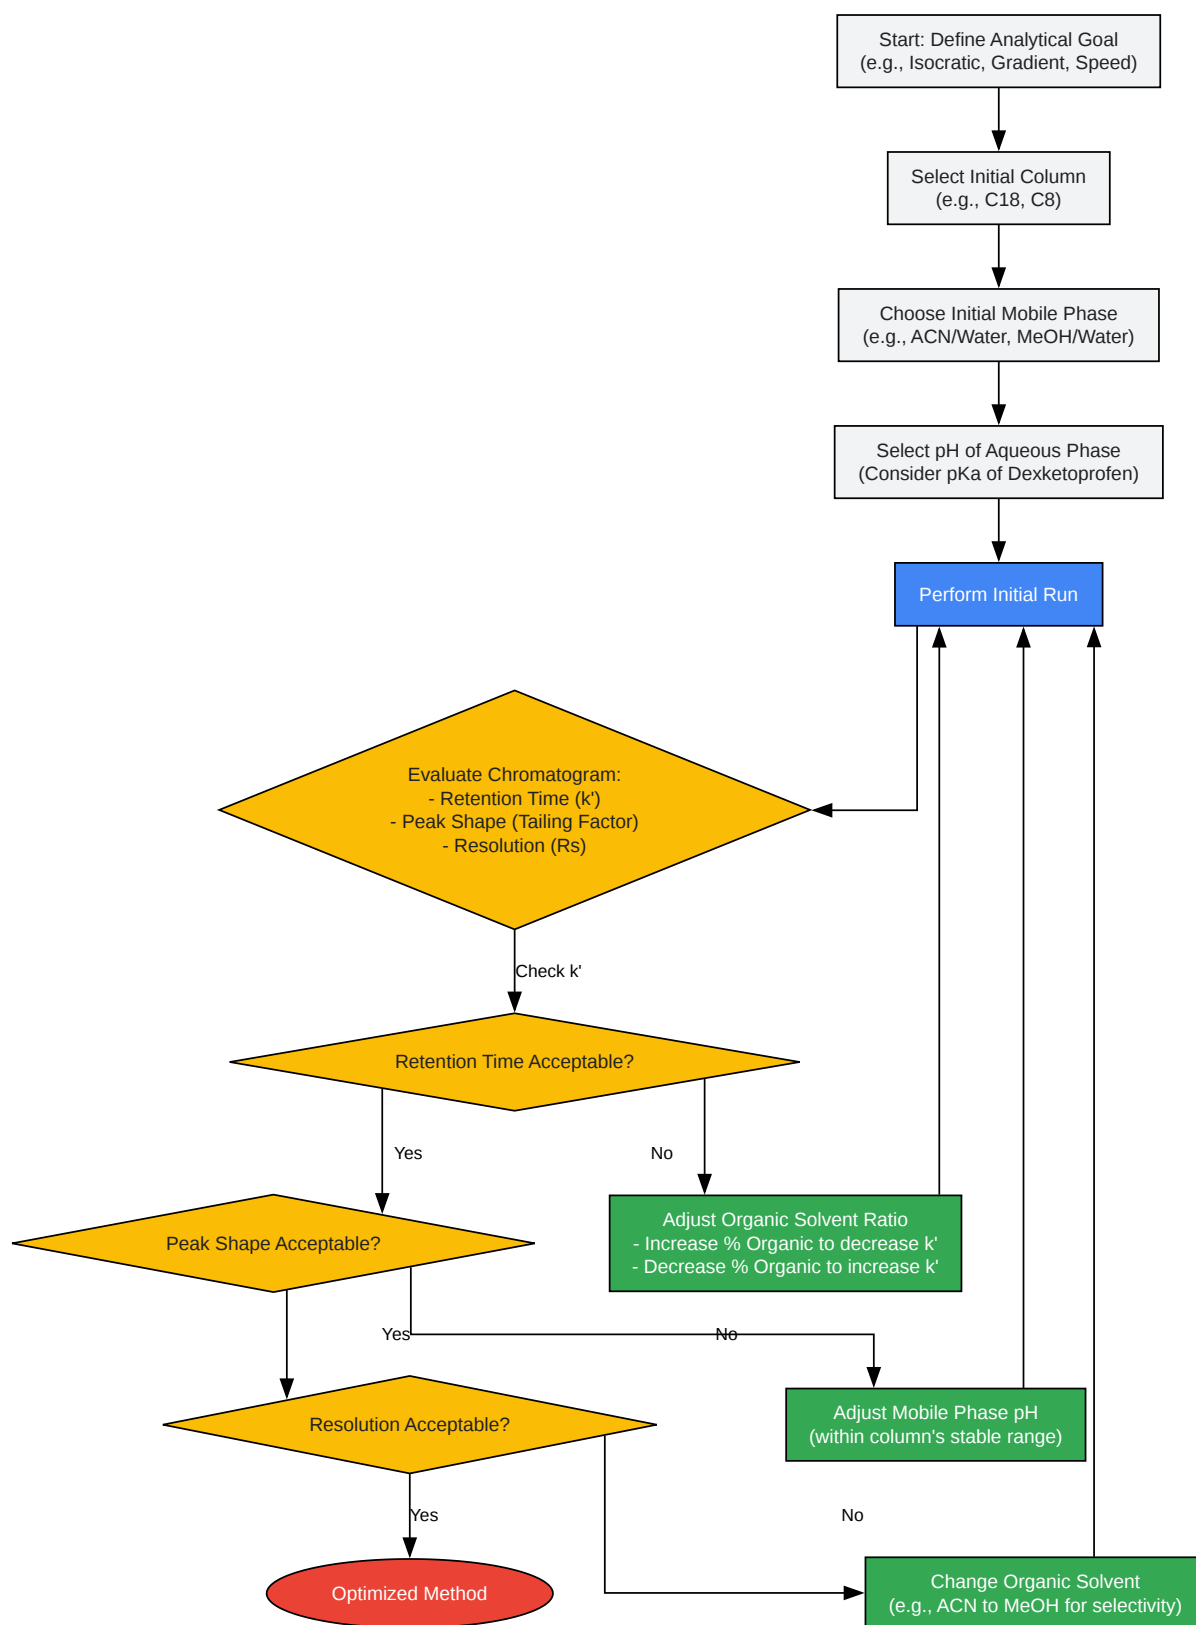 Start: Define Analytical Goal
(e.g., Isocratic, Gradient, Speed)
Select Initial Column
(e.g., C18, C8)
Choose Initial Mobile Phase
(e.g., ACN/Water, MeOH/Water)
Select pH of Aqueous Phase
(Consider pKa of Dexketoprofen)
Perform Initial Run
Evaluate Chromatogram:
- Retention Time (k')
- Peak Shape (Tailing Factor)
- Resolution (Rs)
Check k'
Retention Time Acceptable?
Yes
No
Peak Shape Acceptable?
Adjust Organic Solvent Ratio
- Increase % Organic to decrease k'
- Decrease % Organic to increase k'
Yes
No
Resolution Acceptable?
Adjust Mobile Phase pH
(within column's stable range)
Yes
No
Optimized Method
Change Organic Solvent
(e.g., ACN to MeOH for selectivity)